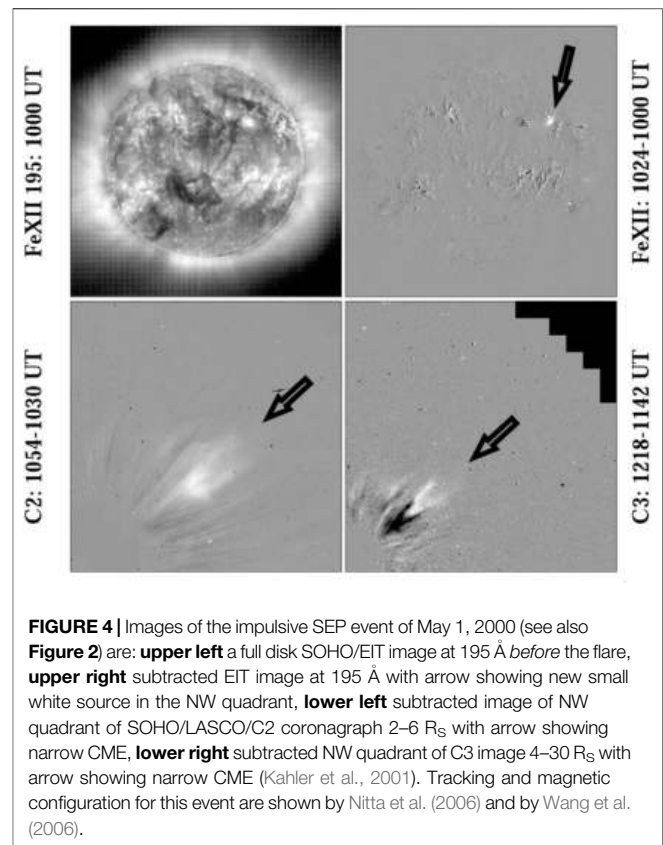 FeXII 195: 1000 UT
FeXII: 1024-1000 UT
C2: 1054-1030 UT
C3: 1218-1142 UT
FIGURE 4 | Images of the impulsive SEP event of May 1, 2000 (see also
Figure 2) are: upper left a full disk SOHO/EIT image at 195 Å before the flare,
upper right subtracted EIT image at 195 Å with arrow showing new small
white source in the NW quadrant, lower left subtracted image of NW
quadrant of SOHO/LASCO/C2 coronagraph 2–6 RS with arrow showing
narrow CME, lower right subtracted NW quadrant of C3 image 4–30 RS with
arrow showing narrow CME (Kahler et al., 2001). Tracking and magnetic
configuration for this event are shown by Nitta et al. (2006) and by Wang et al.
(2006).